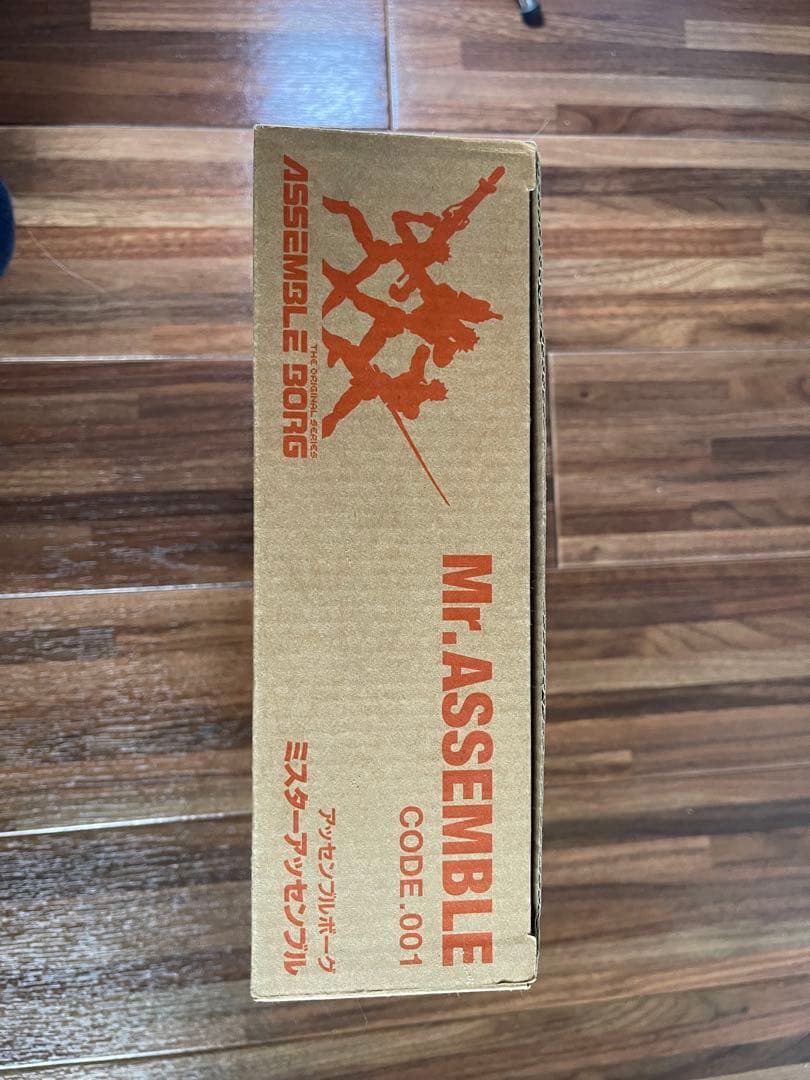 ASSEMBLE BORG
THE ORIGINAL SERIES
Mr.ASSEMBLE
CODE.001
アッセンブルボーグ
ミスターアッセンブル